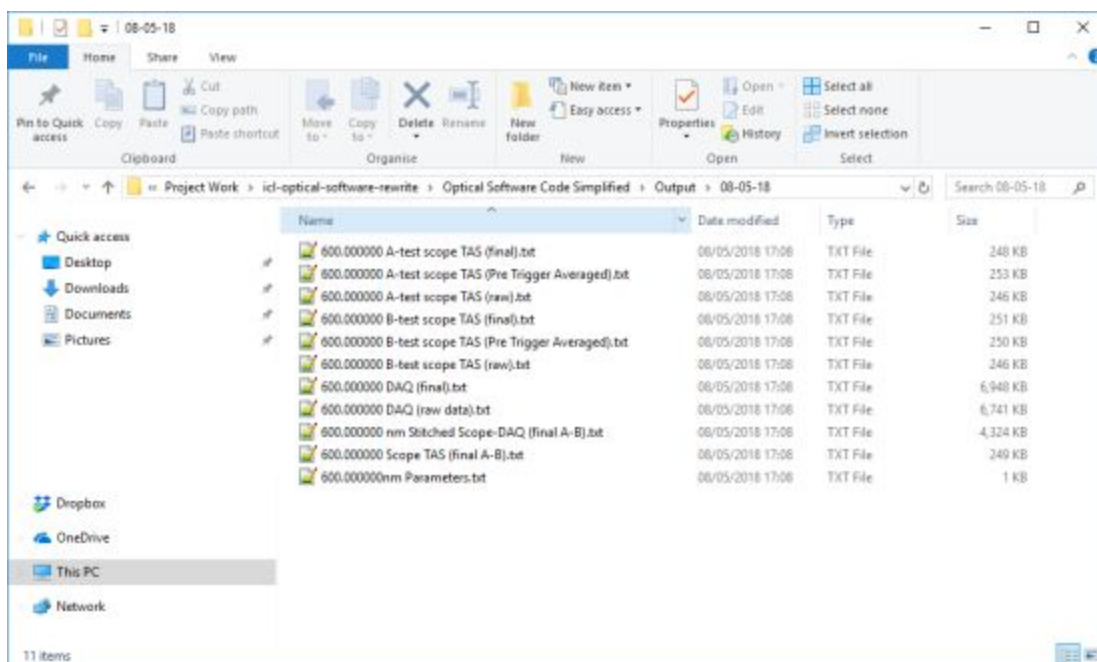 08-05-18
File Home Share View
Pin to Quick access
Copy
Paste
Cut
Copy path
Paste shortcut
Clipboard
Move to
Copy to
Delete
Rename
Organise
New folder
New item
Easy access
New
Properties
Open
Edit
History
Open
Select all
Select none
Invert selection
Select
« Project Work › icl-optical-software-rewrite › Optical Software Code Simplified › Output › 08-05-18
Search 08-05-18
Name Date modified Type Size
Quick access
Desktop
Downloads
Documents
Pictures
Dropbox
OneDrive
This PC
Network
600.000000 A-test scope TAS (final).txt 08/05/2018 17:08 TXT File 248 KB
600.000000 A-test scope TAS (Pre Trigger Averaged).txt 08/05/2018 17:08 TXT File 253 KB
600.000000 A-test scope TAS (raw).txt 08/05/2018 17:08 TXT File 246 KB
600.000000 B-test scope TAS (final).txt 08/05/2018 17:08 TXT File 251 KB
600.000000 B-test scope TAS (Pre Trigger Averaged).txt 08/05/2018 17:08 TXT File 250 KB
600.000000 B-test scope TAS (raw).txt 08/05/2018 17:08 TXT File 246 KB
600.000000 DAQ (final).txt 08/05/2018 17:08 TXT File 6,948 KB
600.000000 DAQ (raw data).txt 08/05/2018 17:08 TXT File 6,741 KB
600.000000 nm Stitched Scope-DAQ (final A-B).txt 08/05/2018 17:08 TXT File 4,324 KB
600.000000 Scope TAS (final A-B).txt 08/05/2018 17:08 TXT File 249 KB
600.000000nm Parameters.txt 08/05/2018 17:08 TXT File 1 KB
11 items